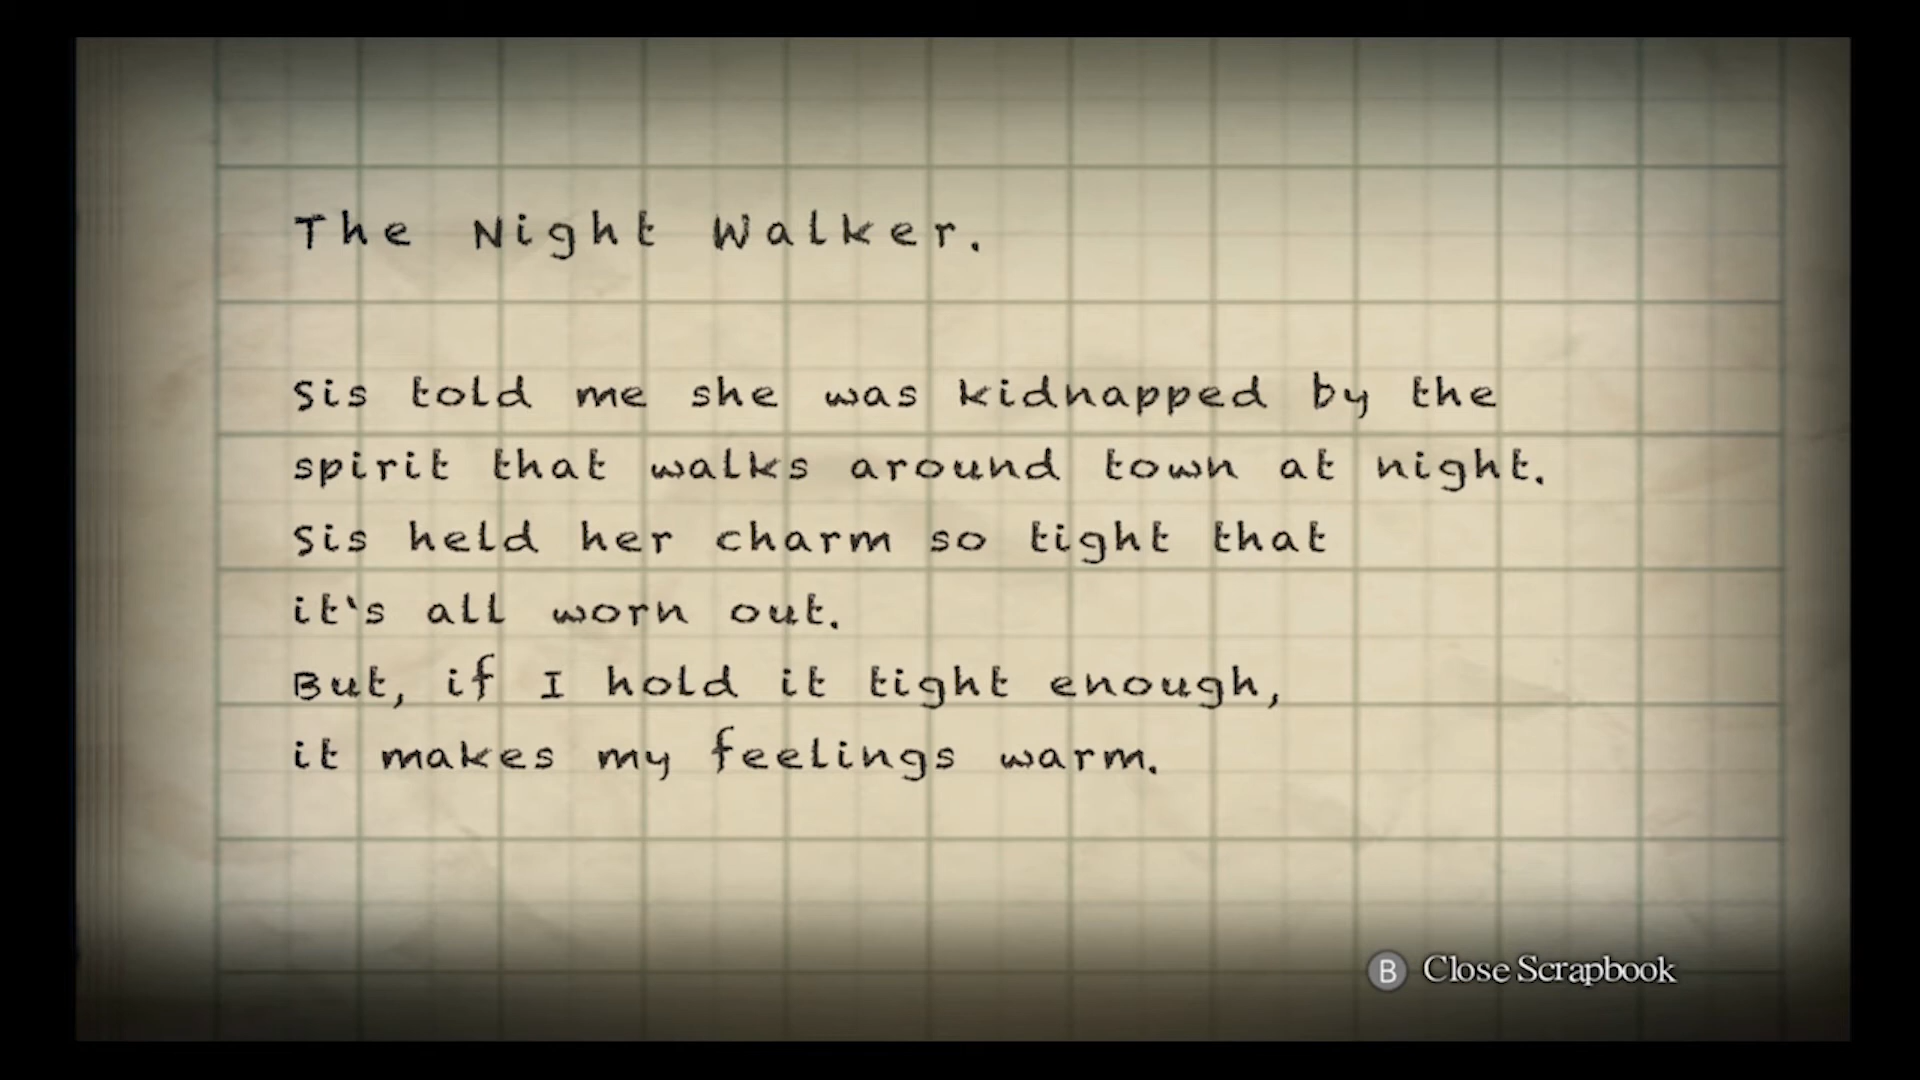 The Night Walker.
Sis told me she was kidnapped by the
spirit that walks around town at night.
Sis held her charm so tight that
it's all worn out.
But, if I hold it tight enough,
it makes my feelings warm.
B Close Scrapbook